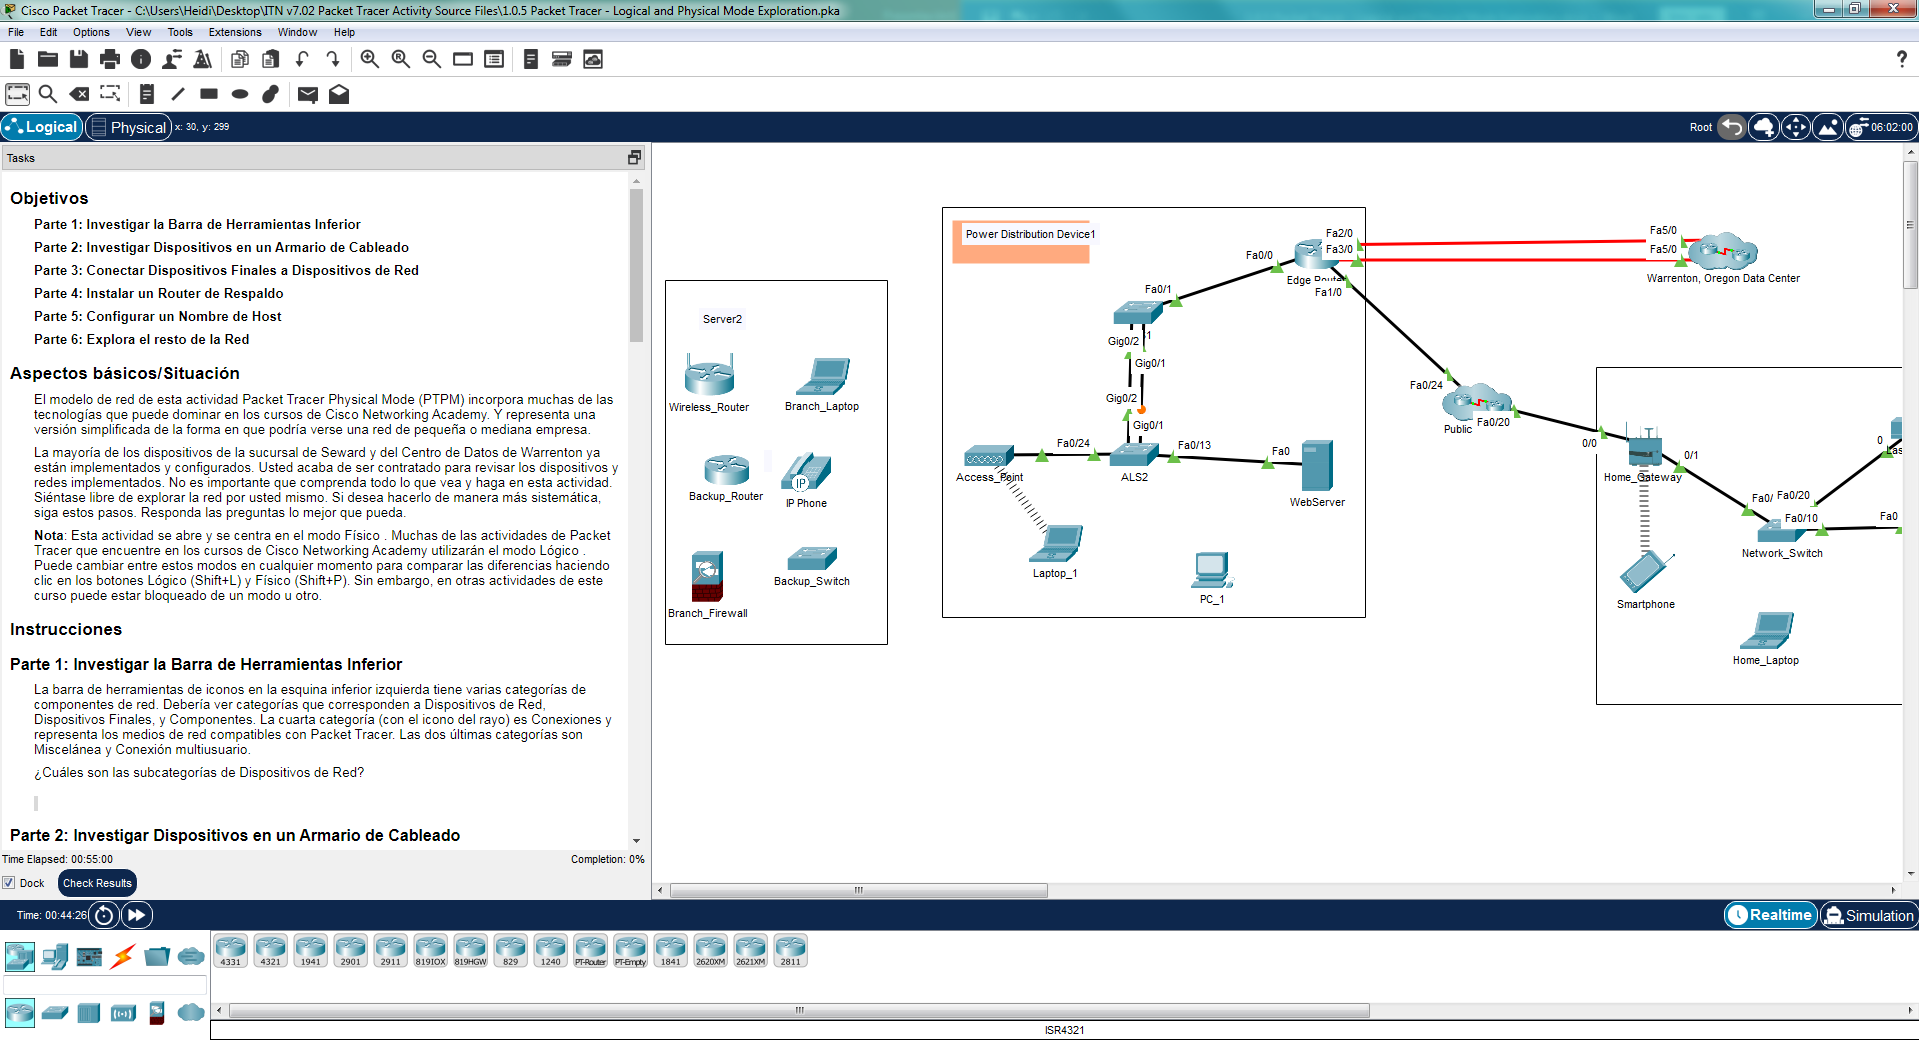 Cisco Packet Tracer - C:\Users\Heidi\Desktop\ITN v7.02 Packet Tracer Activity Source Files\1.0.5 Packet Tracer - Logical and Physical Mode Exploration.pka
File Edit Options View Tools Extensions Window Help
Logical Physical x: 30, y: 299
Root 06:02:00
Tasks
Objetivos
Parte 1: Investigar la Barra de Herramientas Inferior
Parte 2: Investigar Dispositivos en un Armario de Cableado
Parte 3: Conectar Dispositivos Finales a Dispositivos de Red
Parte 4: Instalar un Router de Respaldo
Parte 5: Configurar un Nombre de Host
Parte 6: Explora el resto de la Red
Aspectos básicos/Situación
El modelo de red de esta actividad Packet Tracer Physical Mode (PTPM) incorpora muchas de las
tecnologías que puede dominar en los cursos de Cisco Networking Academy. Y representa una
versión simplificada de la forma en que podría verse una red de pequeña o mediana empresa.
La mayoría de los dispositivos de la sucursal de Seward y del Centro de Datos de Warrenton ya
están implementados y configurados. Usted acaba de ser contratado para revisar los dispositivos y
redes implementados. No es importante que comprenda todo lo que vea y haga en esta actividad.
Siéntase libre de explorar la red por usted mismo. Si desea hacerlo de manera más sistemática,
siga estos pasos. Responda las preguntas lo mejor que pueda.
Nota: Esta actividad se abre y se centra en el modo Físico . Muchas de las actividades de Packet
Tracer que encuentre en los cursos de Cisco Networking Academy utilizarán el modo Lógico .
Puede cambiar entre estos modos en cualquier momento para comparar las diferencias haciendo
clic en los botones Lógico (Shift+L) y Físico (Shift+P). Sin embargo, en otras actividades de este
curso puede estar bloqueado de un modo u otro.
Instrucciones
Parte 1: Investigar la Barra de Herramientas Inferior
La barra de herramientas de iconos en la esquina inferior izquierda tiene varias categorías de
componentes de red. Debería ver categorías que corresponden a Dispositivos de Red,
Dispositivos Finales, y Componentes. La cuarta categoría (con el icono del rayo) es Conexiones y
representa los medios de red compatibles con Packet Tracer. Las dos últimas categorías son
Miscelánea y Conexión multiusuario.
¿Cuáles son las subcategorías de Dispositivos de Red?
Parte 2: Investigar Dispositivos en un Armario de Cableado
Time Elapsed: 00:55:00
Completion: 0%
Dock
Check Results
Server2
Wireless_Router
Branch_Laptop
Backup_Router
IP
IP Phone
Branch_Firewall
Backup_Switch
Power Distribution Device1
Fa2/0
Fa3/0
Fa0/0
Edge Router
Fa1/0
Fa0/1
Gig0/2
1
Gig0/1
Gig0/2
Gig0/1
Fa0/24
Fa0/13
Fa0
Access_Point
ALS2
WebServer
Laptop_1
PC_1
Fa5/0
Fa5/0
Warrenton, Oregon Data Center
Fa0/24
Public
Fa0/20
0/0
0/1
Home_Gateway
0
Las
Fa0/
Fa0/20
Fa0/10
Fa0
Network_Switch
Smartphone
Home_Laptop
Time: 00:44:26
Realtime Simulation
4331 4321 1941 2901 2911 819IOX 819HGW 829 1240 PT-Router PT-Empty 1841 2620XM 2621XM 2811
ISR4321